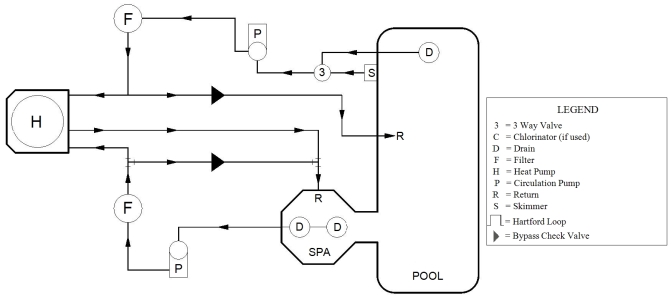 F
P
D
3
S
H
R
R
F
D
D
SPA
P
POOL
LEGEND
3 = 3 Way Valve
C = Chlorinator (if used)
D = Drain
F = Filter
H = Heat Pump
P = Circulation Pump
R = Return
S = Skimmer
= Hartford Loop
= Bypass Check Valve